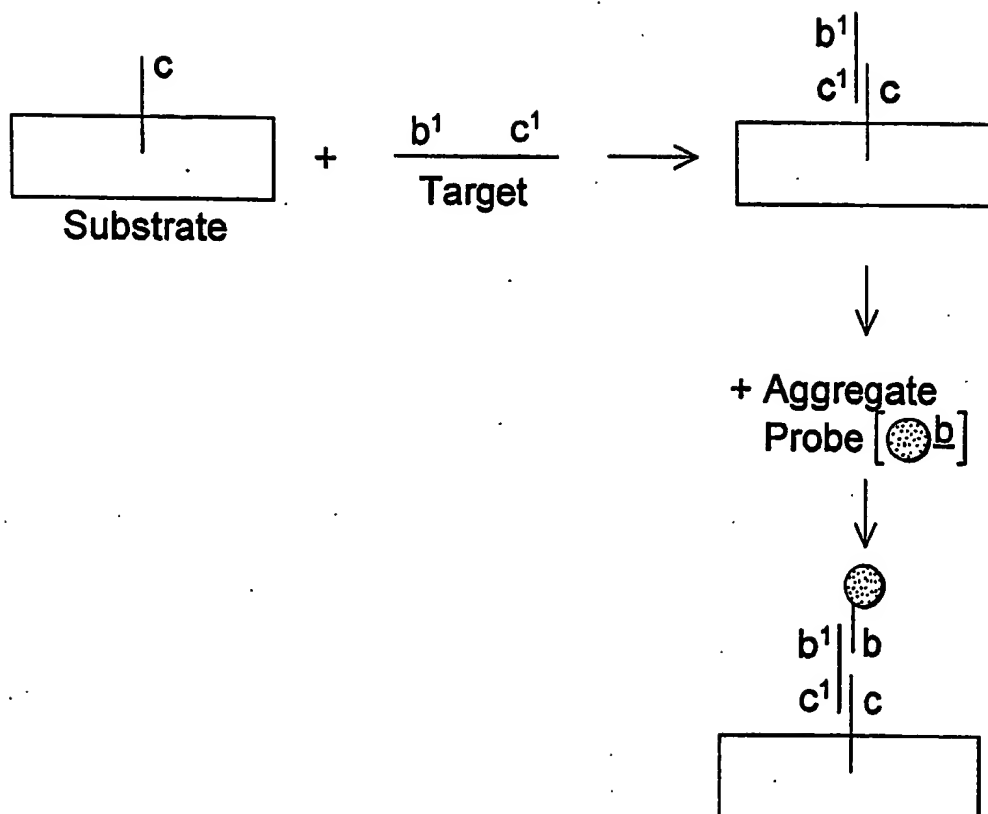 c
Substrate
+
b¹ c¹
Target
b¹
c¹ c
+ Aggregate
Probe [b]
b¹ b
c¹ c